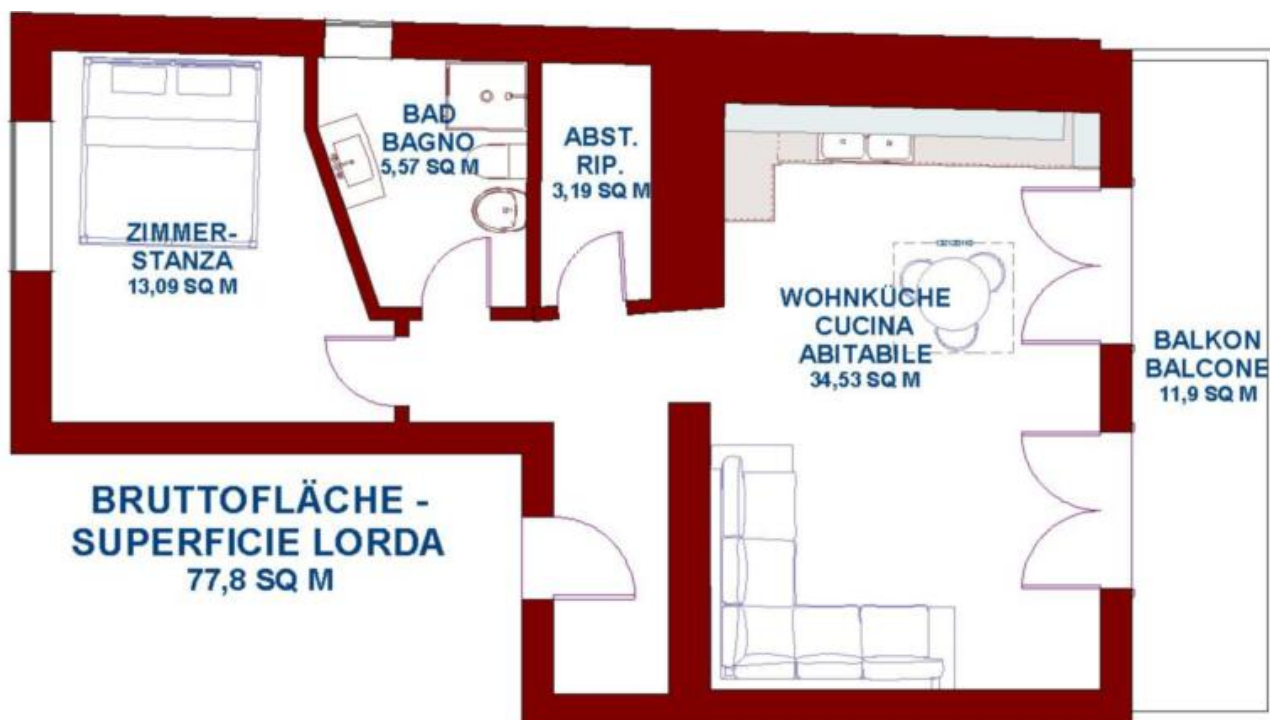 BAD
BAGNO
5,57 SQ M
ABST.
RIP.
3,19 SQ M
ZIMMER-
STANZA
13,09 SQ M
WOHNKÜCHE
CUCINA
ABITABILE
34,53 SQ M
BALKON
BALCONE
11,9 SQ M
BRUTTOFLÄCHE -
SUPERFICIE LORDA
77,8 SQ M